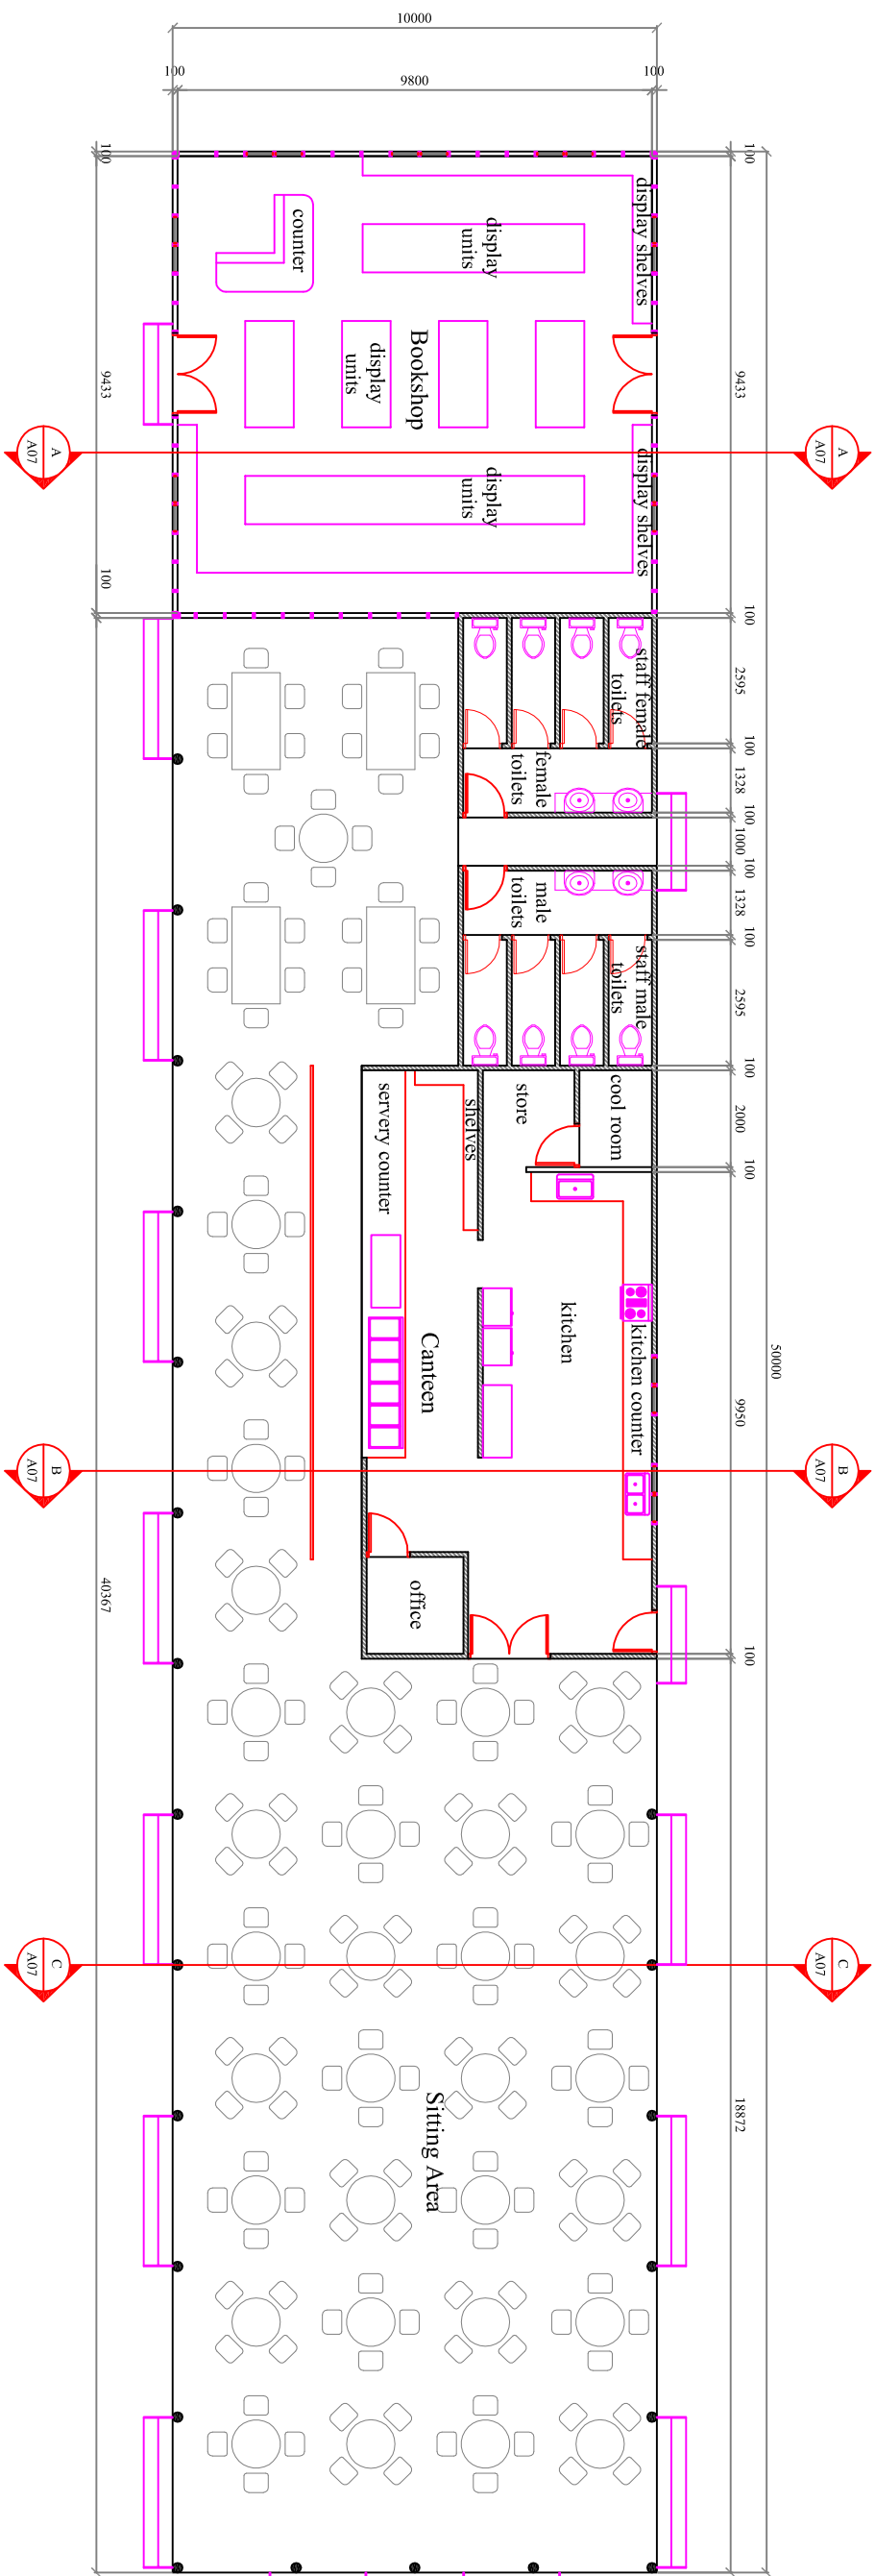 10000
100
9800
100
100
100
display shelves
counter
display
units
display
units
Bookshop
9433
9433
A
A07
A
A07
display
units
display shelves
100
100
staff female
toilets
2595
100
female
toilets
1328
100
1000
100
male
toilets
1328
100
staff male
toilets
2595
100
servery counter
shelves
store
cool room
2000
100
kitchen
kitchen counter
Canteen
50000
9950
B
A07
B
A07
office
40367
100
C
A07
C
A07
Sitting Area
18872